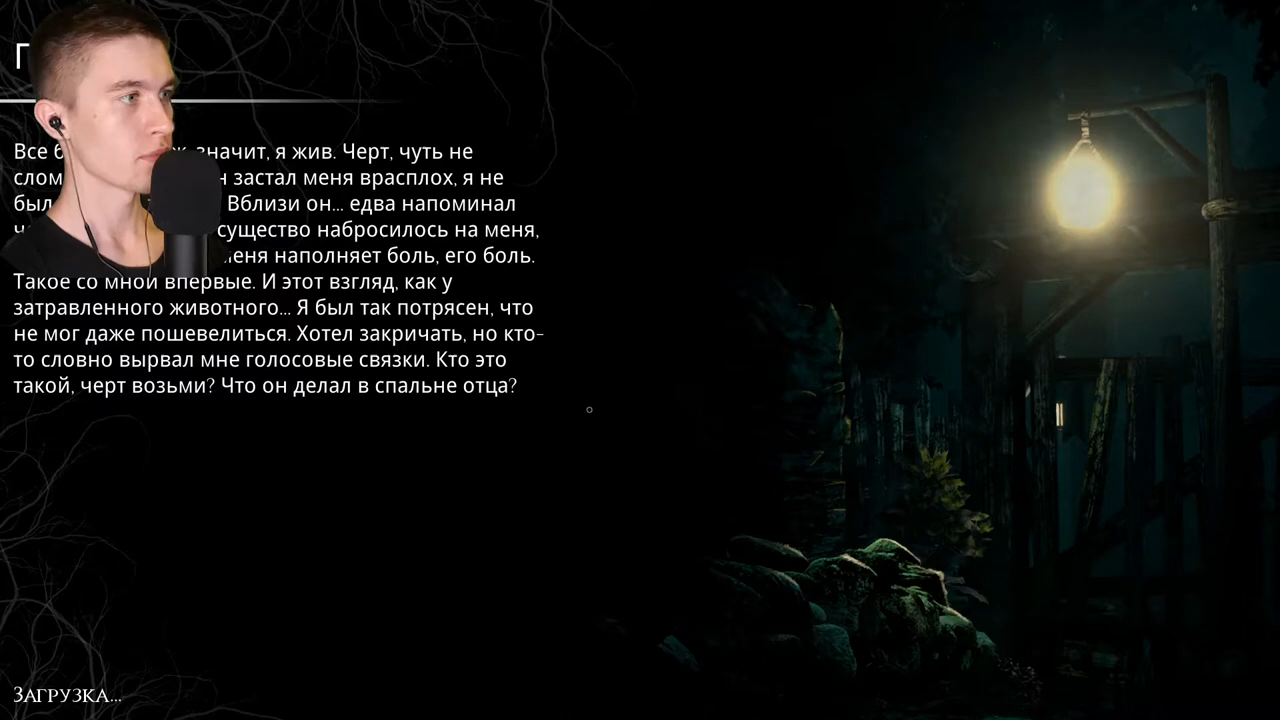 Г
Все значит, я жив. Черт, чуть не
застал меня врасплох, я не
Вблизи он... едва напоминал
существо набросилось на меня,
наполняет боль, его боль.
Такое со мной впервые. И этот взгляд, как у
затравленного животного... Я был так потрясен, что
не мог даже пошевелиться. Хотел закричать, но кто-
то словно вырвал мне голосовые связки. Кто это
такой, черт возьми? Что он делал в спальне отца?
Загрузка...